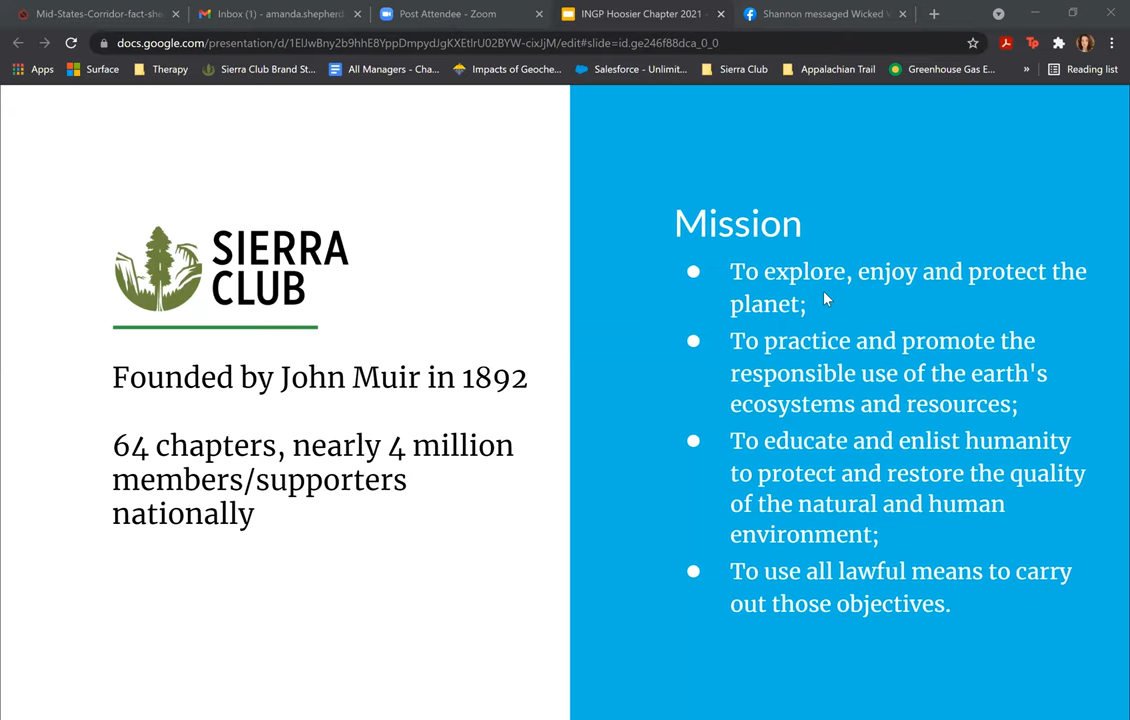 Mid-States-Corridor-fact-she
Inbox (1) - amanda.shepherd
Post Attendee - Zoom
INGP Hoosier Chapter 2021 -
Shannon messaged Wicked
docs.google.com/presentation/d/1ElJwBny2b9hhE8YppDmpydJgKXEtlrU02BYW-cixJjM/edit#slide=id.ge246f88dca_0_0
Apps
Surface
Therapy
Sierra Club Brand St...
All Managers - Cha...
Impacts of Geoche...
Salesforce - Unlimit...
Sierra Club
Appalachian Trail
Greenhouse Gas E...
»
Reading list
SIERRA
CLUB
Founded by John Muir in 1892
64 chapters, nearly 4 million
members/supporters
nationally
Mission
● To explore, enjoy and protect the
planet;
● To practice and promote the
responsible use of the earth's
ecosystems and resources;
● To educate and enlist humanity
to protect and restore the quality
of the natural and human
environment;
● To use all lawful means to carry
out those objectives.